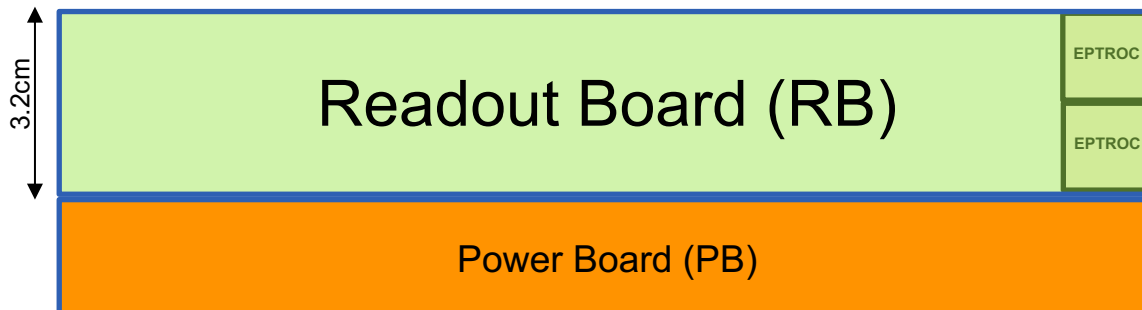 3.2cm
Readout Board (RB)
EPTROC
EPTROC
Power Board (PB)